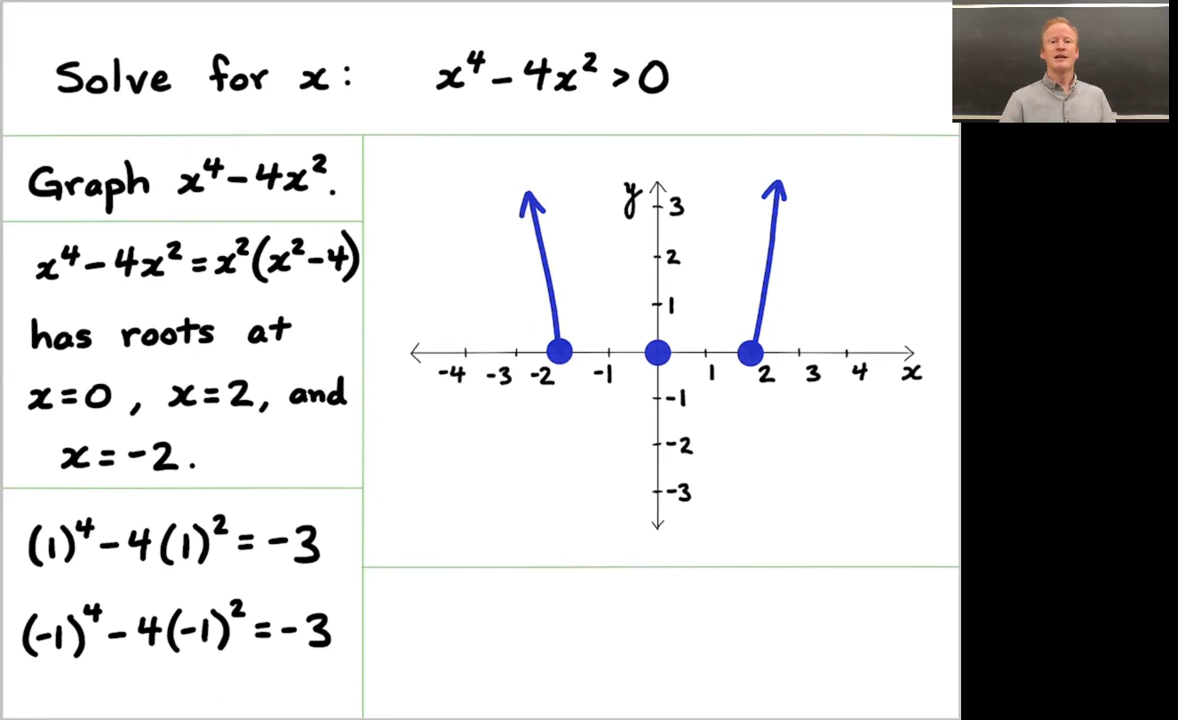 Solve for x: x⁴ - 4x² > 0
Graph x⁴ - 4x².
x⁴ - 4x² = x²(x² - 4)
has roots at
x = 0 , x = 2, and
x = -2.
(1)⁴ - 4(1)² = -3
(-1)⁴ - 4(-1)² = -3
y
3
2
1
-4 -3 -2 -1 1 2 3 4 x
-1
-2
-3